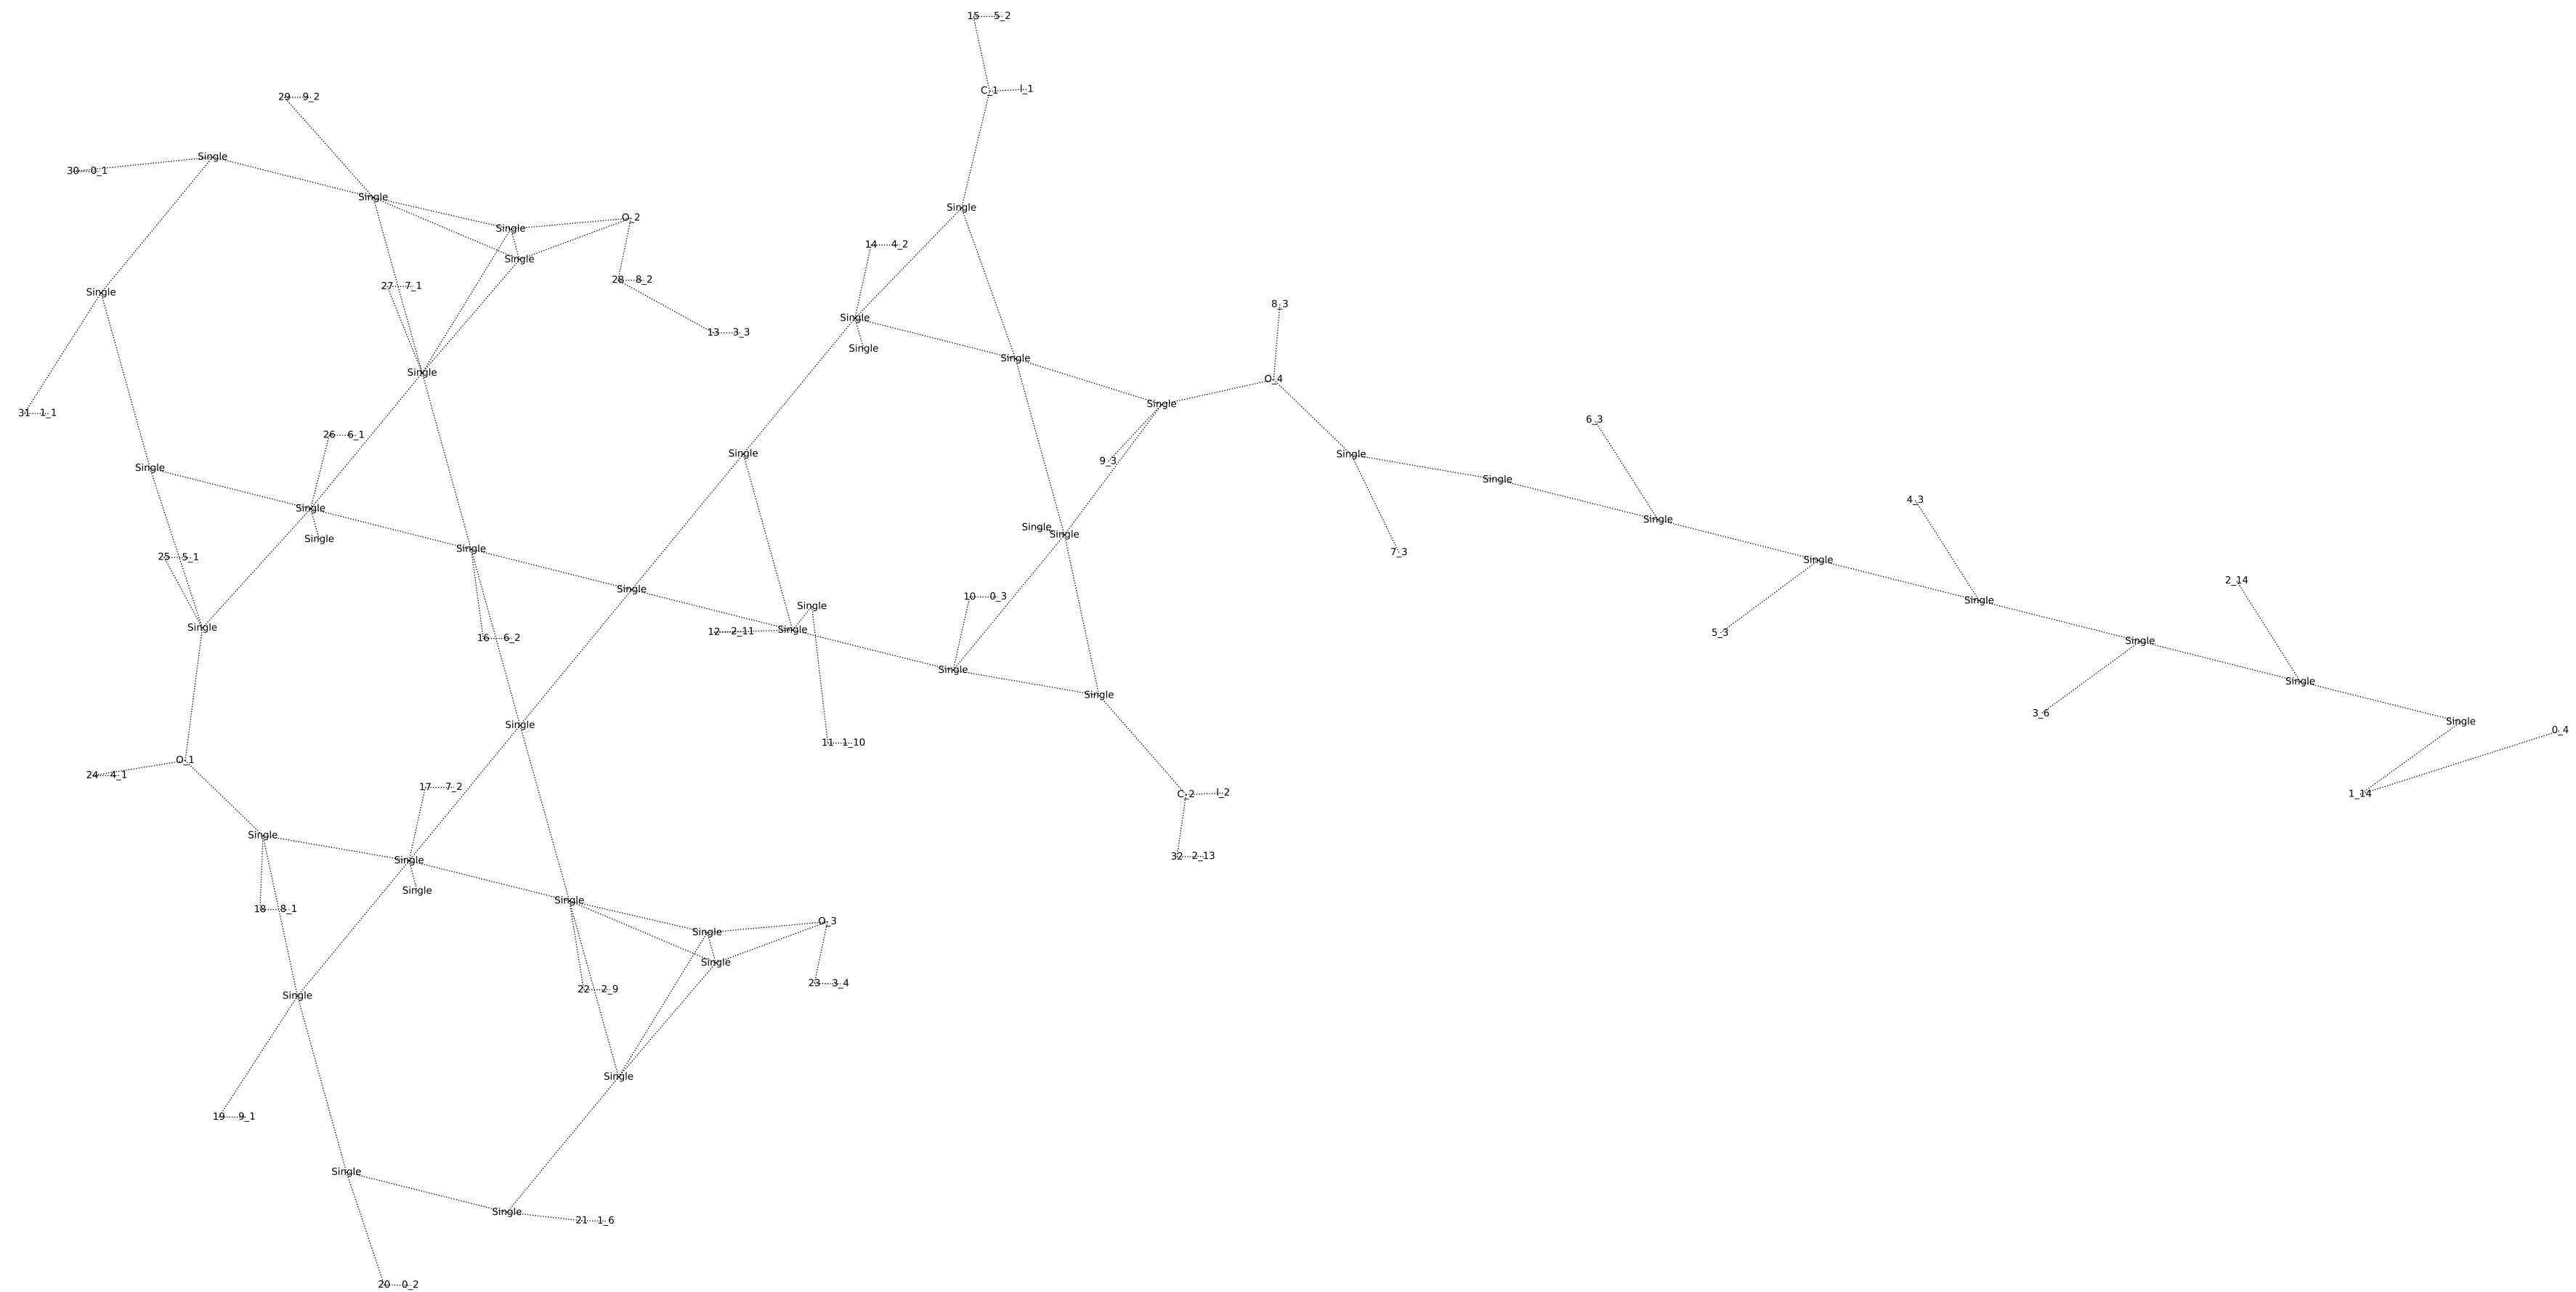 15 5_2
C_1 I_1
29 9_2
Single
30 0_1
Single
Single
O_2
Single
14 4_2
Single
28 8_2
27 7_1
Single
8_3
Single
13 3_3
Single
Single
Single
O_4
Single
31 1_1
6_3
26 6_1
Single
Single
9_3
Single
Single
4_3
Single
Single
Single
Single
Single
Single
25 5_1
Single
2_14
Single
10 0_3
Single
Single
Single
12 2_11
Single
5_3
16 6_2
Single
Single
Single
Single
3_6
Single
Single
0_4
11 1_10
O_1
24 4_1
17 7_2
C_2 I_2
1_14
Single
32 2_13
Single
Single
Single
18 8_1
O_3
Single
Single
23 3_4
22 2_9
Single
Single
19 9_1
Single
Single
21 1_6
20 0_2